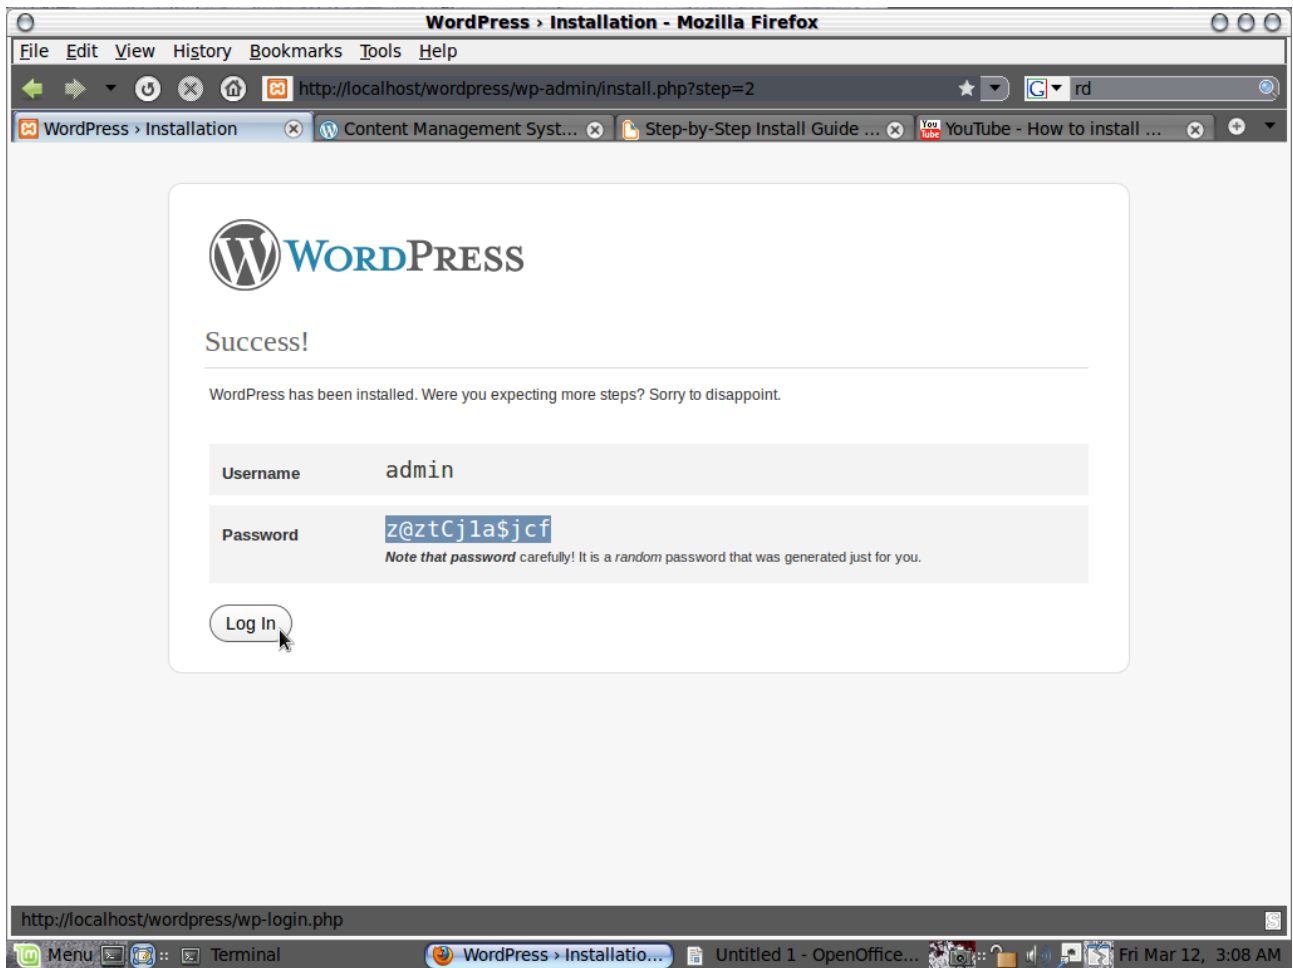 WordPress › Installation - Mozilla Firefox
File Edit View History Bookmarks Tools Help
http://localhost/wordpress/wp-admin/install.php?step=2 G rd
WordPress › Installation Content Management Syst... Step-by-Step Install Guide ... You Tube YouTube - How to install ...
WORDPRESS
Success!
WordPress has been installed. Were you expecting more steps? Sorry to disappoint.
Username admin
Password z@ztCj1a$jcf
Note that password carefully! It is a random password that was generated just for you.
Log In
http://localhost/wordpress/wp-login.php
Menu Terminal WordPress › Installatio... Untitled 1 - OpenOffice... Fri Mar 12, 3:08 AM